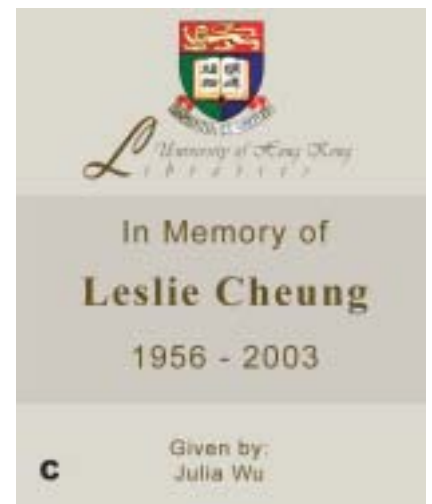 University of Hong Kong
Libraries
In Memory of
Leslie Cheung
1956 - 2003
Given by:
Julia Wu
C